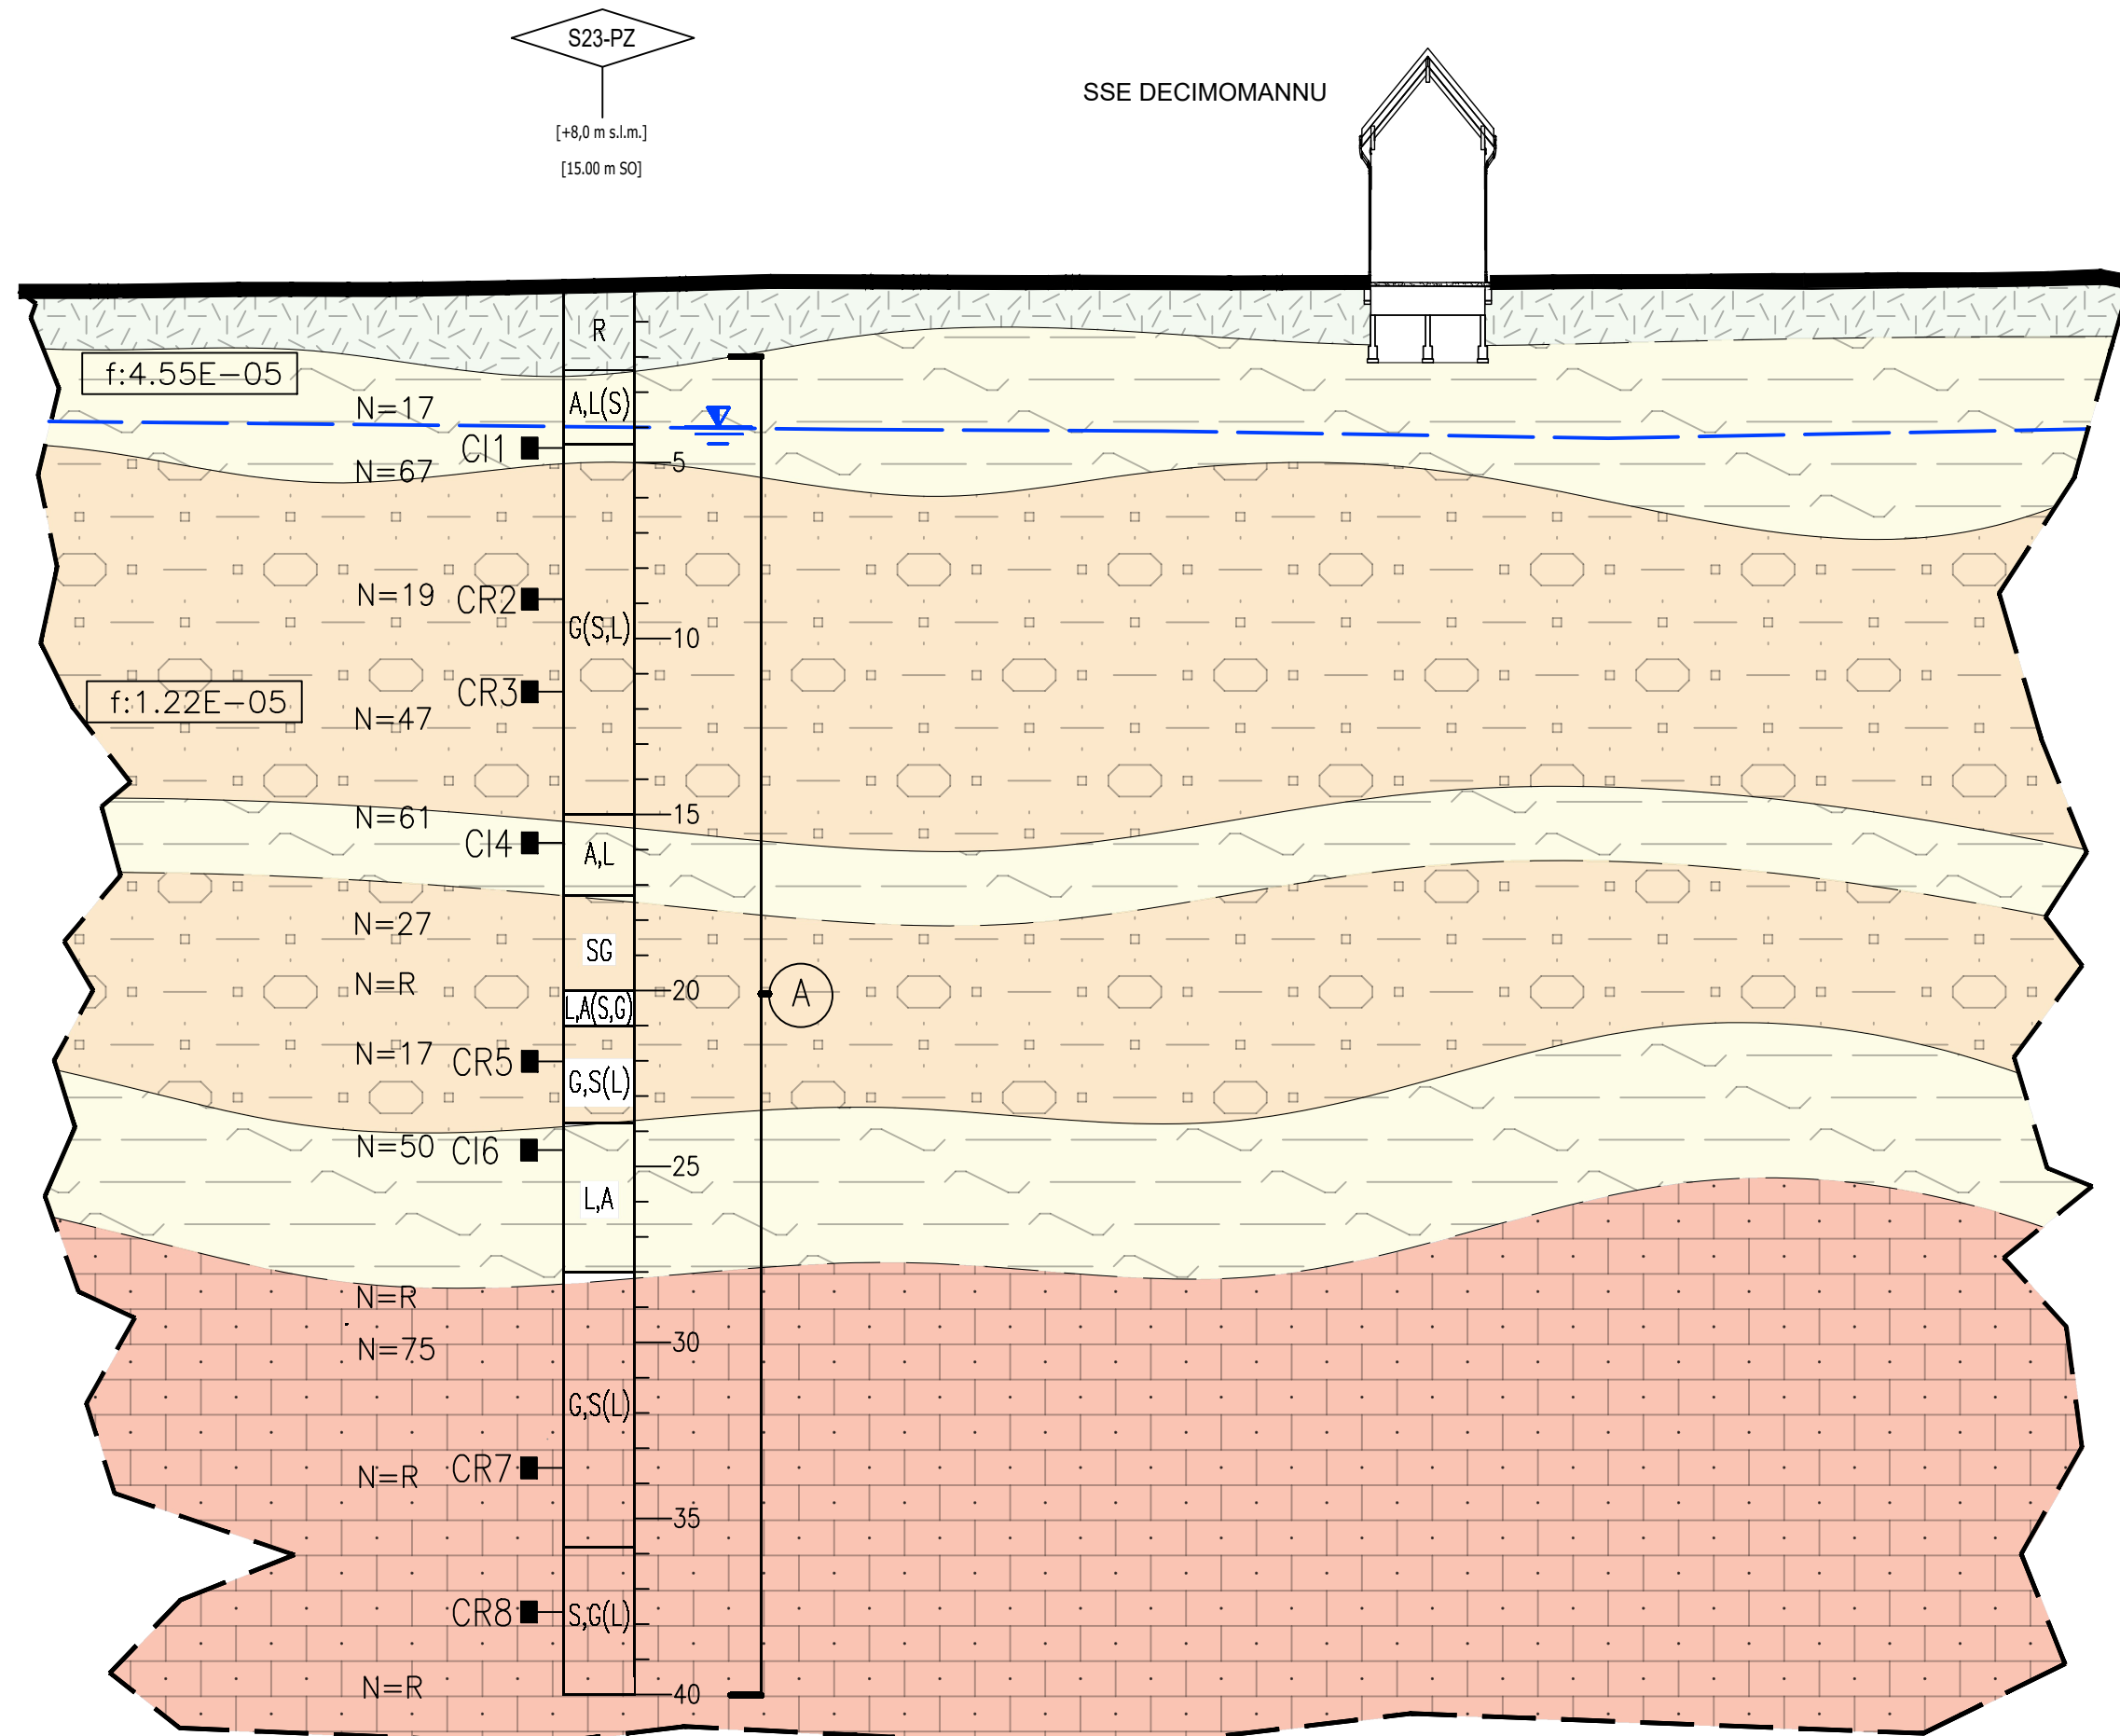 S23-PZ
SSE DECIMOMANNU
[+8,0 m s.l.m.]
[15.00 m SO]
R
f:4.55E-05
N=17
A,L(S)
CI1
N=67
5
N=19
CR2
G(S,L)
10
f:1.22E-05
CR3
N=47
N=61
15
CI4
A,L
N=27
SG
N=R
20
A
L,A(S,G)
N=17
CR5
G,S(L)
N=50
CI6
25
L,A
N=R
N=75
30
G,S(L)
N=R
CR7
35
CR8
S,G(L)
N=R
40